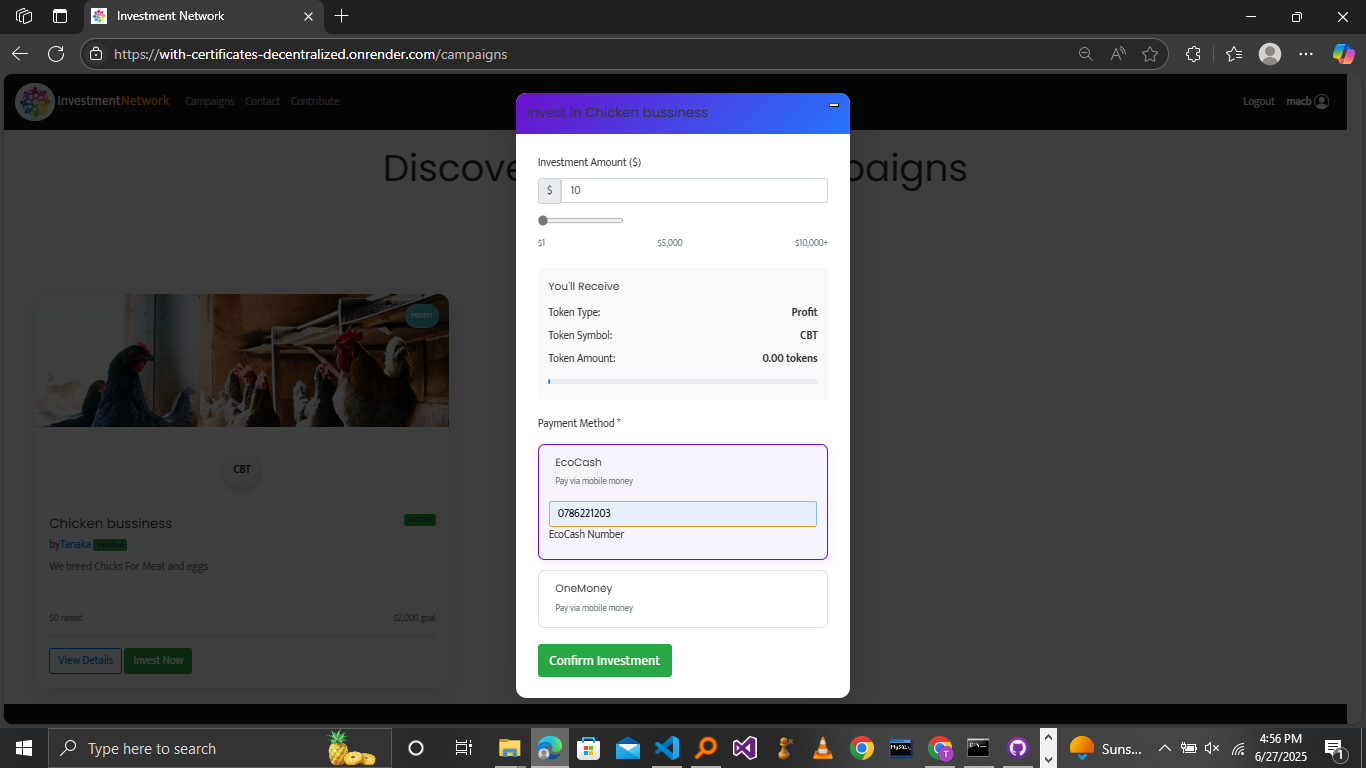 Investment Network
https://with-certificates-decentralized.onrender.com/campaigns
InvestmentNetwork Campaigns Contact Contribute Logout macb
Invest in Chicken bussiness
Discove paigns
Investment Amount ($)
$ 10
$1 $5,000 $10,000+
You'll Receive
Token Type: Profit
Token Symbol: CBT
Token Amount: 0.00 tokens
Payment Method *
EcoCash
Pay via mobile money
0786221203
EcoCash Number
OneMoney
Pay via mobile money
Confirm Investment
PROFIT
CBT
Chicken bussiness ACTIVE
byTanaka Verified
We breed Chicks For Meat and eggs
$0 raised $2,000 goal
View Details Invest Now
Type here to search
Suns...
4:56 PM
6/27/2025
1